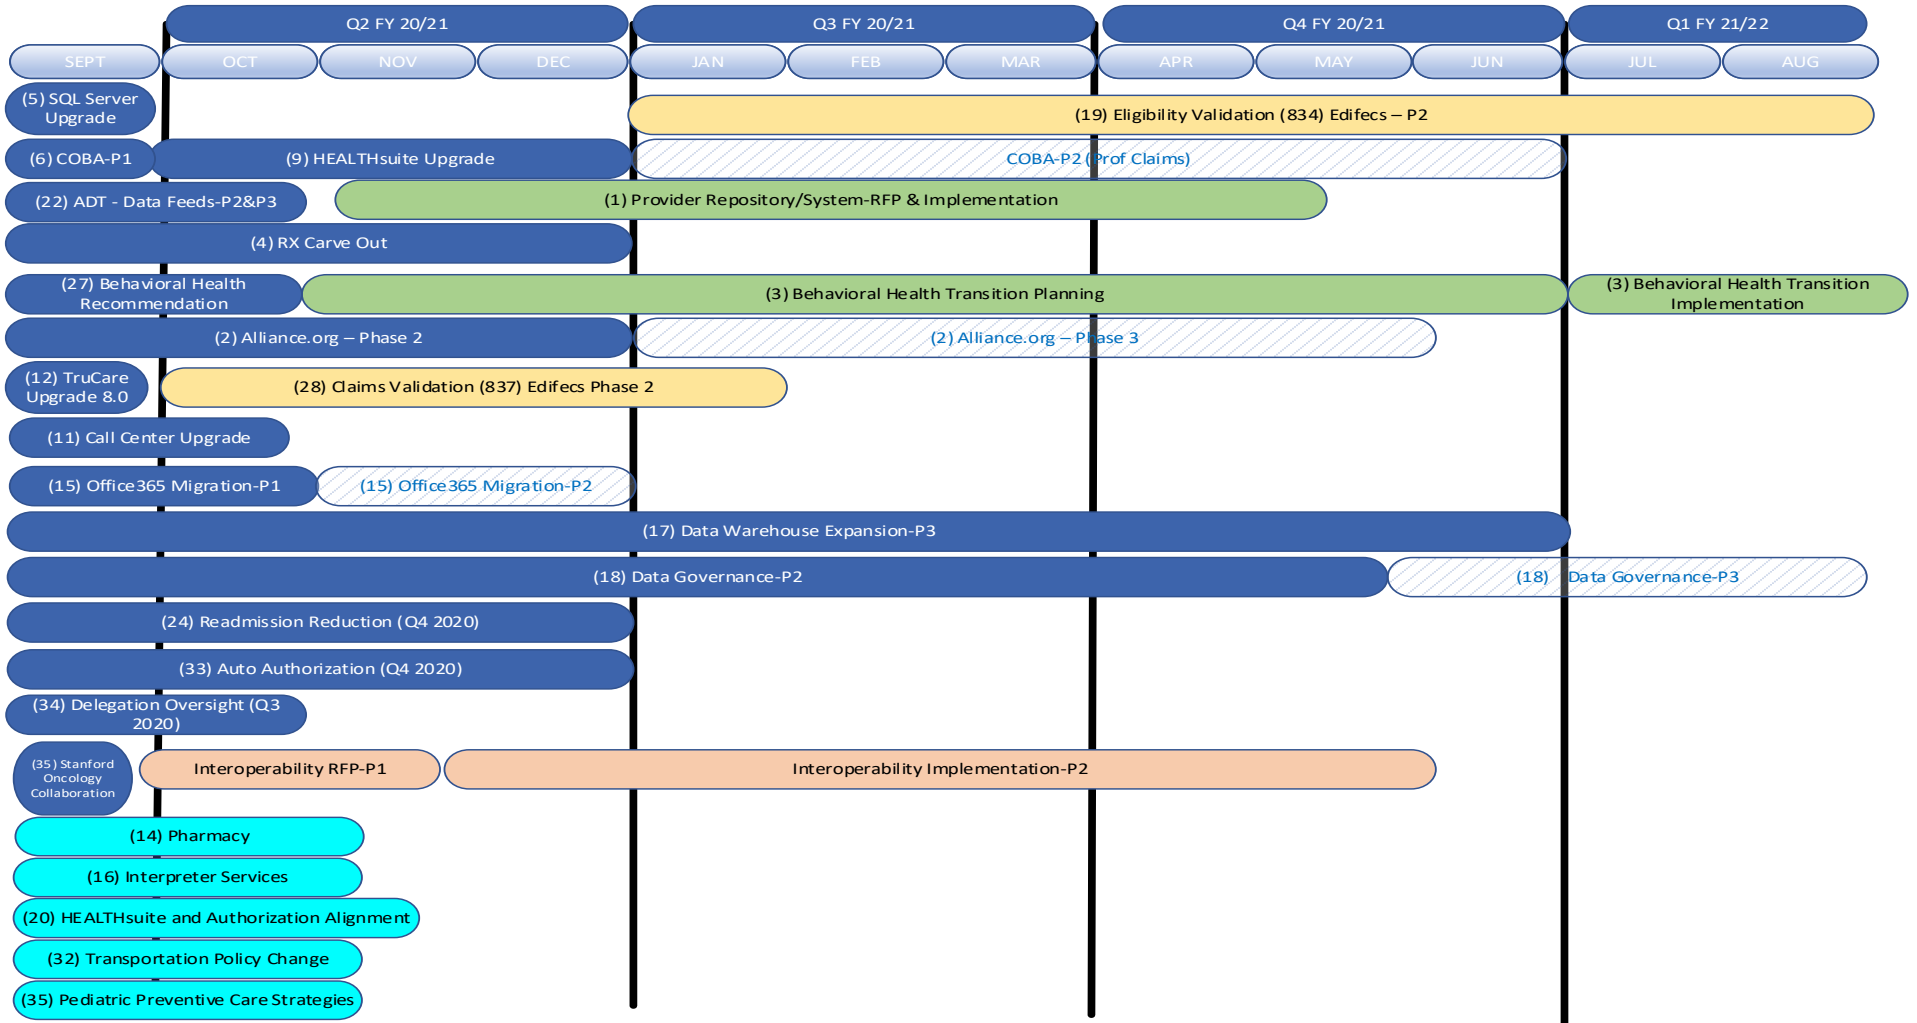 Q2 FY 20/21
Q3 FY 20/21
Q4 FY 20/21
Q1 FY 21/22
SEPT
OCT
NOV
DEC
JAN
FEB
MAR
APR
MAY
JUN
JUL
AUG
(5) SQL Server
Upgrade
(19) Eligibility Validation (834) Edifecs – P2
(6) COBA-P1
(9) HEALTHsuite Upgrade
COBA-P2 (Prof Claims)
(22) ADT - Data Feeds-P2&P3
(1) Provider Repository/System-RFP & Implementation
(4) RX Carve Out
(27) Behavioral Health
Recommendation
(3) Behavioral Health Transition Planning
(3) Behavioral Health Transition
Implementation
(2) Alliance.org – Phase 2
(2) Alliance.org – Phase 3
(12) TruCare
Upgrade 8.0
(28) Claims Validation (837) Edifecs Phase 2
(11) Call Center Upgrade
(15) Office365 Migration-P1
(15) Office365 Migration-P2
(17) Data Warehouse Expansion-P3
(18) Data Governance-P2
(18) Data Governance-P3
(24) Readmission Reduction (Q4 2020)
(33) Auto Authorization (Q4 2020)
(34) Delegation Oversight (Q3
2020)
(35) Stanford
Oncology
Collaboration
Interoperability RFP-P1
Interoperability Implementation-P2
(14) Pharmacy
(16) Interpreter Services
(20) HEALTHsuite and Authorization Alignment
(32) Transportation Policy Change
(35) Pediatric Preventive Care Strategies